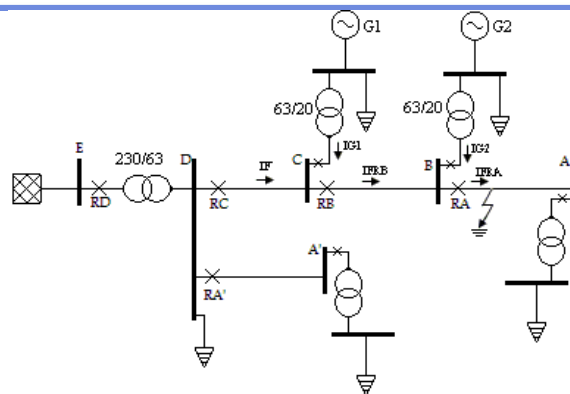 G1
G2
63/20
63/20
IG1
IG2
E
230/63
D
IF
C
IFRB
B
IFRA
A
RD
RC
RB
RA
A'
RA'